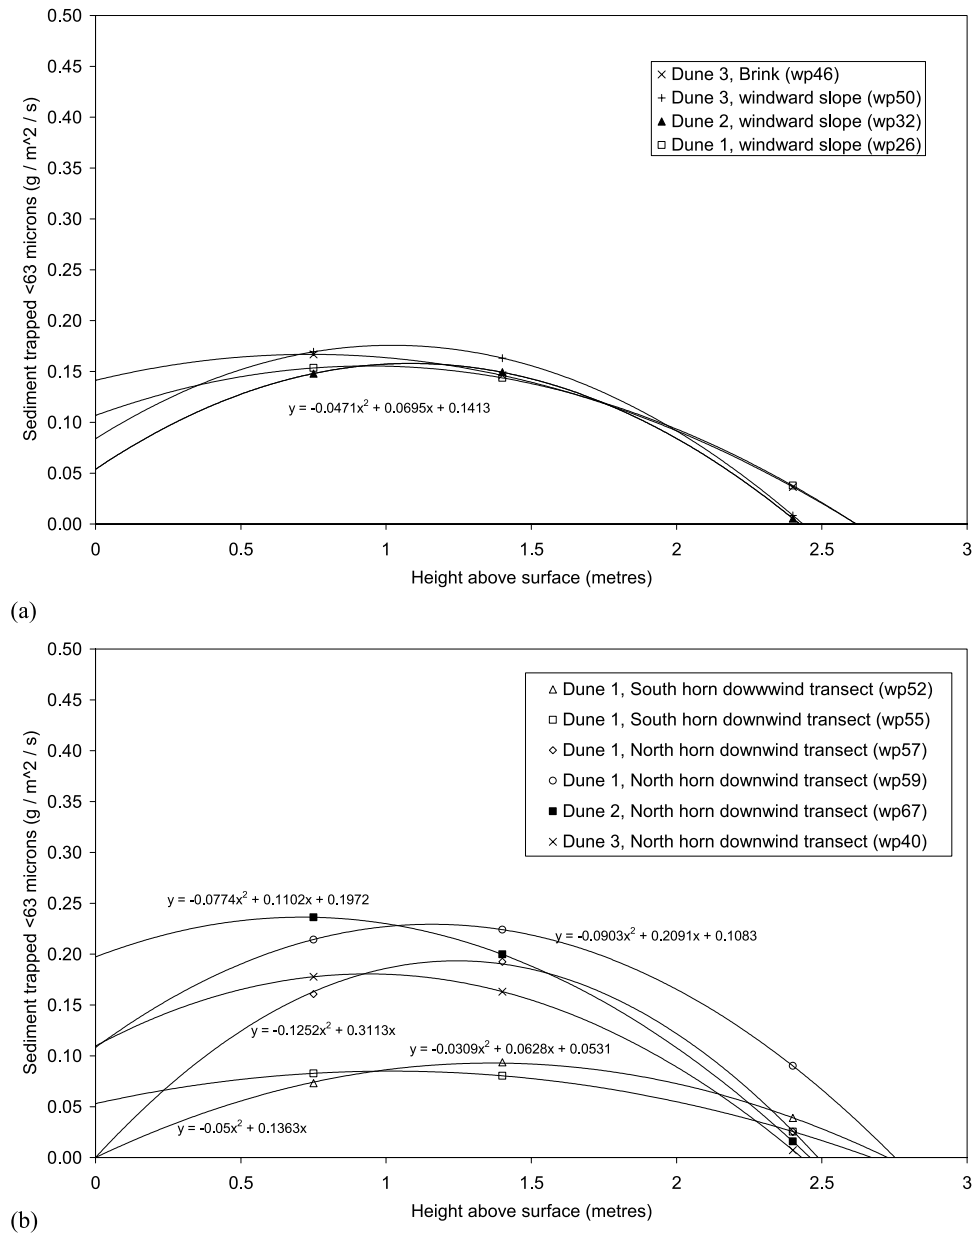 0.50
0.45
0.40
0.35
0.30
0.25
0.20
0.15
0.10
0.05
0.00
Sediment trapped <63 microns (g / m^2 / s)
Dune 3, Brink (wp46)
Dune 3, windward slope (wp50)
Dune 2, windward slope (wp32)
Dune 1, windward slope (wp26)
y = -0.0471x² + 0.0695x + 0.1413
0 0.5 1 1.5 2 2.5 3
Height above surface (metres)
(a)
0.50
0.45
0.40
0.35
0.30
0.25
0.20
0.15
0.10
0.05
0.00
Sediment trapped <63 microns (g / m^2 / s)
Dune 1, South horn dowwwind transect (wp52)
Dune 1, South horn downwind transect (wp55)
Dune 1, North horn downwind transect (wp57)
Dune 1, North horn downwind transect (wp59)
Dune 2, North horn downwind transect (wp67)
Dune 3, North horn downwind transect (wp40)
y = -0.0774x² + 0.1102x + 0.1972
y = -0.0903x² + 0.2091x + 0.1083
y = -0.1252x² + 0.3113x
y = -0.0309x² + 0.0628x + 0.0531
y = -0.05x² + 0.1363x
0 0.5 1 1.5 2 2.5 3
Height above surface (metres)
(b)